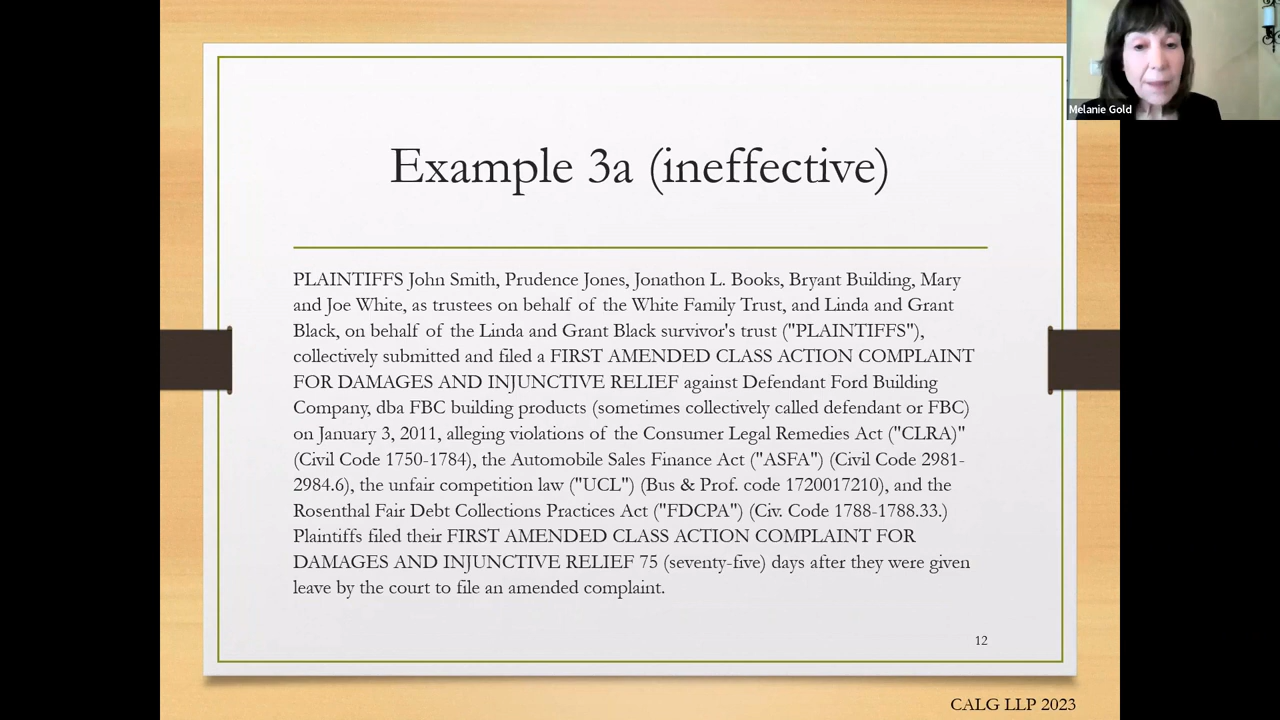 Melanie Gold
Example 3a (ineffective)
PLAINTIFFS John Smith, Prudence Jones, Jonathon L. Books, Bryant Building, Mary
and Joe White, as trustees on behalf of the White Family Trust, and Linda and Grant
Black, on behalf of the Linda and Grant Black survivor's trust ("PLAINTIFFS"),
collectively submitted and filed a FIRST AMENDED CLASS ACTION COMPLAINT
FOR DAMAGES AND INJUNCTIVE RELIEF against Defendant Ford Building
Company, dba FBC building products (sometimes collectively called defendant or FBC)
on January 3, 2011, alleging violations of the Consumer Legal Remedies Act ("CLRA)"
(Civil Code 1750-1784), the Automobile Sales Finance Act ("ASFA") (Civil Code 2981-
2984.6), the unfair competition law ("UCL") (Bus & Prof. code 1720017210), and the
Rosenthal Fair Debt Collections Practices Act ("FDCPA") (Civ. Code 1788-1788.33.)
Plaintiffs filed their FIRST AMENDED CLASS ACTION COMPLAINT FOR
DAMAGES AND INJUNCTIVE RELIEF 75 (seventy-five) days after they were given
leave by the court to file an amended complaint.
12
CALG LLP 2023